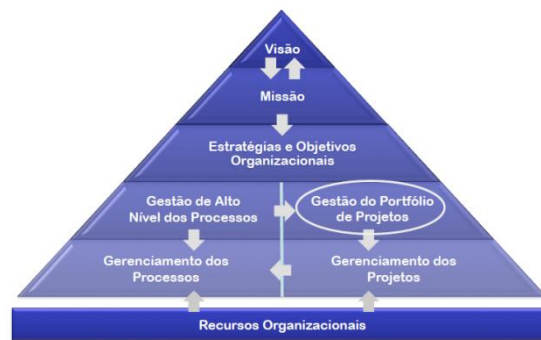 Visão
Missão
Estratégias e Objetivos
Organizacionais
Gestão de Alto
Nível dos Processos
Gestão do Portfólio
de Projetos
Gerenciamento dos
Processos
Gerenciamento dos
Projetos
Recursos Organizacionais